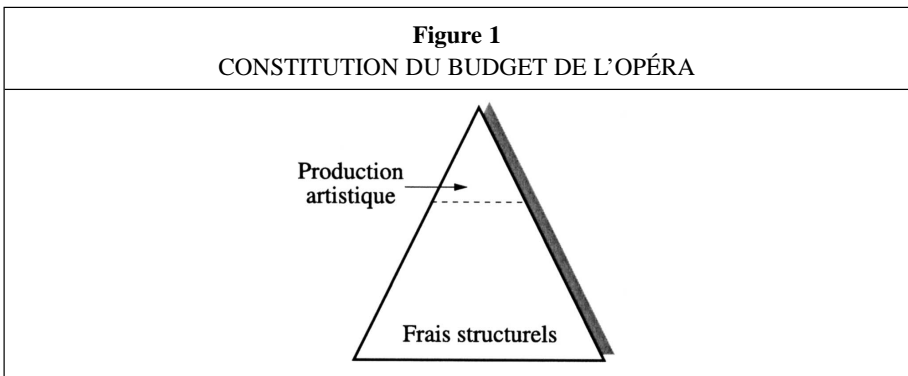 Figure 1
CONSTITUTION DU BUDGET DE L'OPÉRA
Production
artistique
Frais structurels